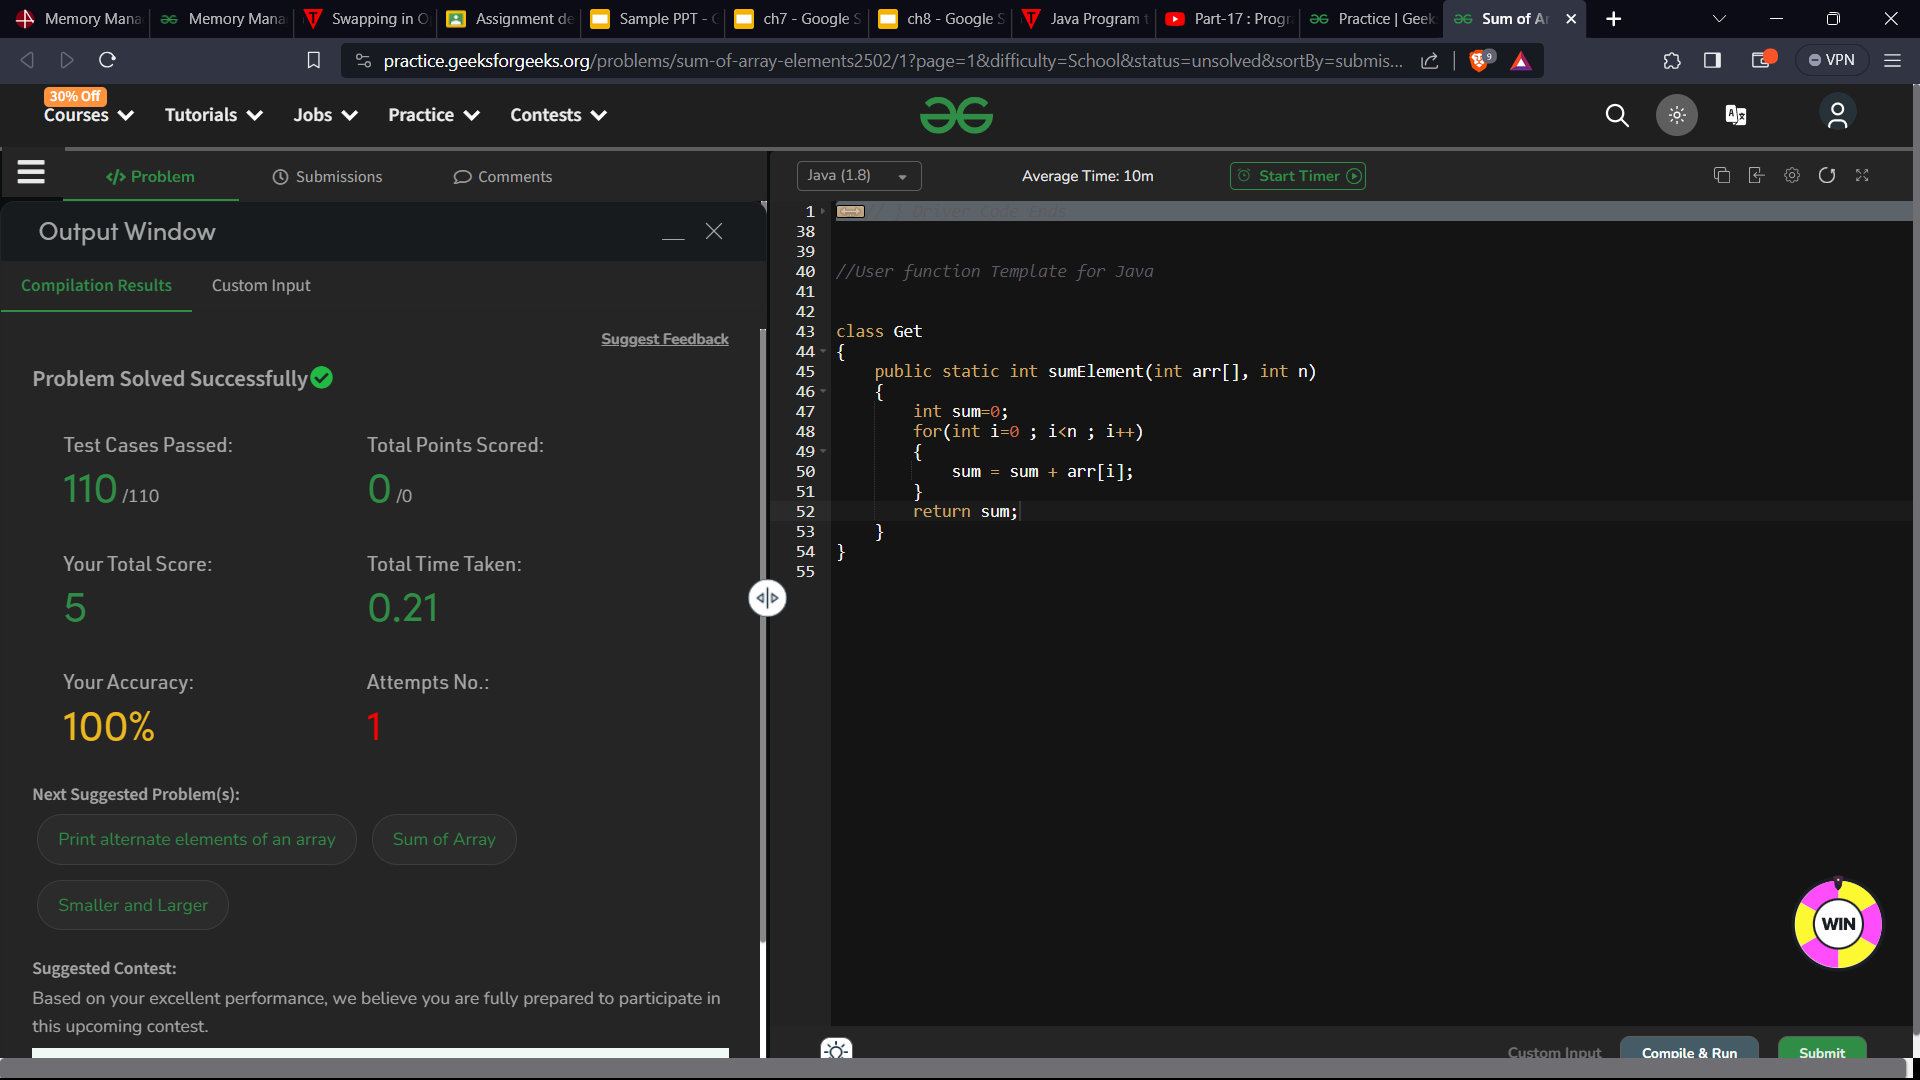 Memory Mana
Memory Mana
Swapping in O
Assignment de
Sample PPT - G
ch7 - Google S
ch8 - Google S
Java Program t
Part-17 : Progra
Practice | Geek
Sum of Ar
practice.geeksforgeeks.org/problems/sum-of-array-elements2502/1?page=1&difficulty=School&status=unsolved&sortBy=submis...
9
VPN
30% Off
Courses
Tutorials
Jobs
Practice
Contests
</> Problem
Submissions
Comments
Java (1.8)
Average Time: 10m
Start Timer
Output Window
Compilation Results
Custom Input
Suggest Feedback
Problem Solved Successfully
Test Cases Passed:
Total Points Scored:
110 /110
0 /0
Your Total Score:
Total Time Taken:
5
0.21
Your Accuracy:
Attempts No.:
100%
1
Next Suggested Problem(s):
Print alternate elements of an array
Sum of Array
Smaller and Larger
Suggested Contest:
Based on your excellent performance, we believe you are fully prepared to participate in
this upcoming contest.
1 // } Driver Code Ends
38
39
40 //User function Template for Java
41
42
43 class Get
44 {
45 public static int sumElement(int arr[], int n)
46 {
47 int sum=0;
48 for(int i=0 ; i<n ; i++)
49 {
50 sum = sum + arr[i];
51 }
52 return sum;
53 }
54 }
55
WIN
Custom Input
Compile & Run
Submit